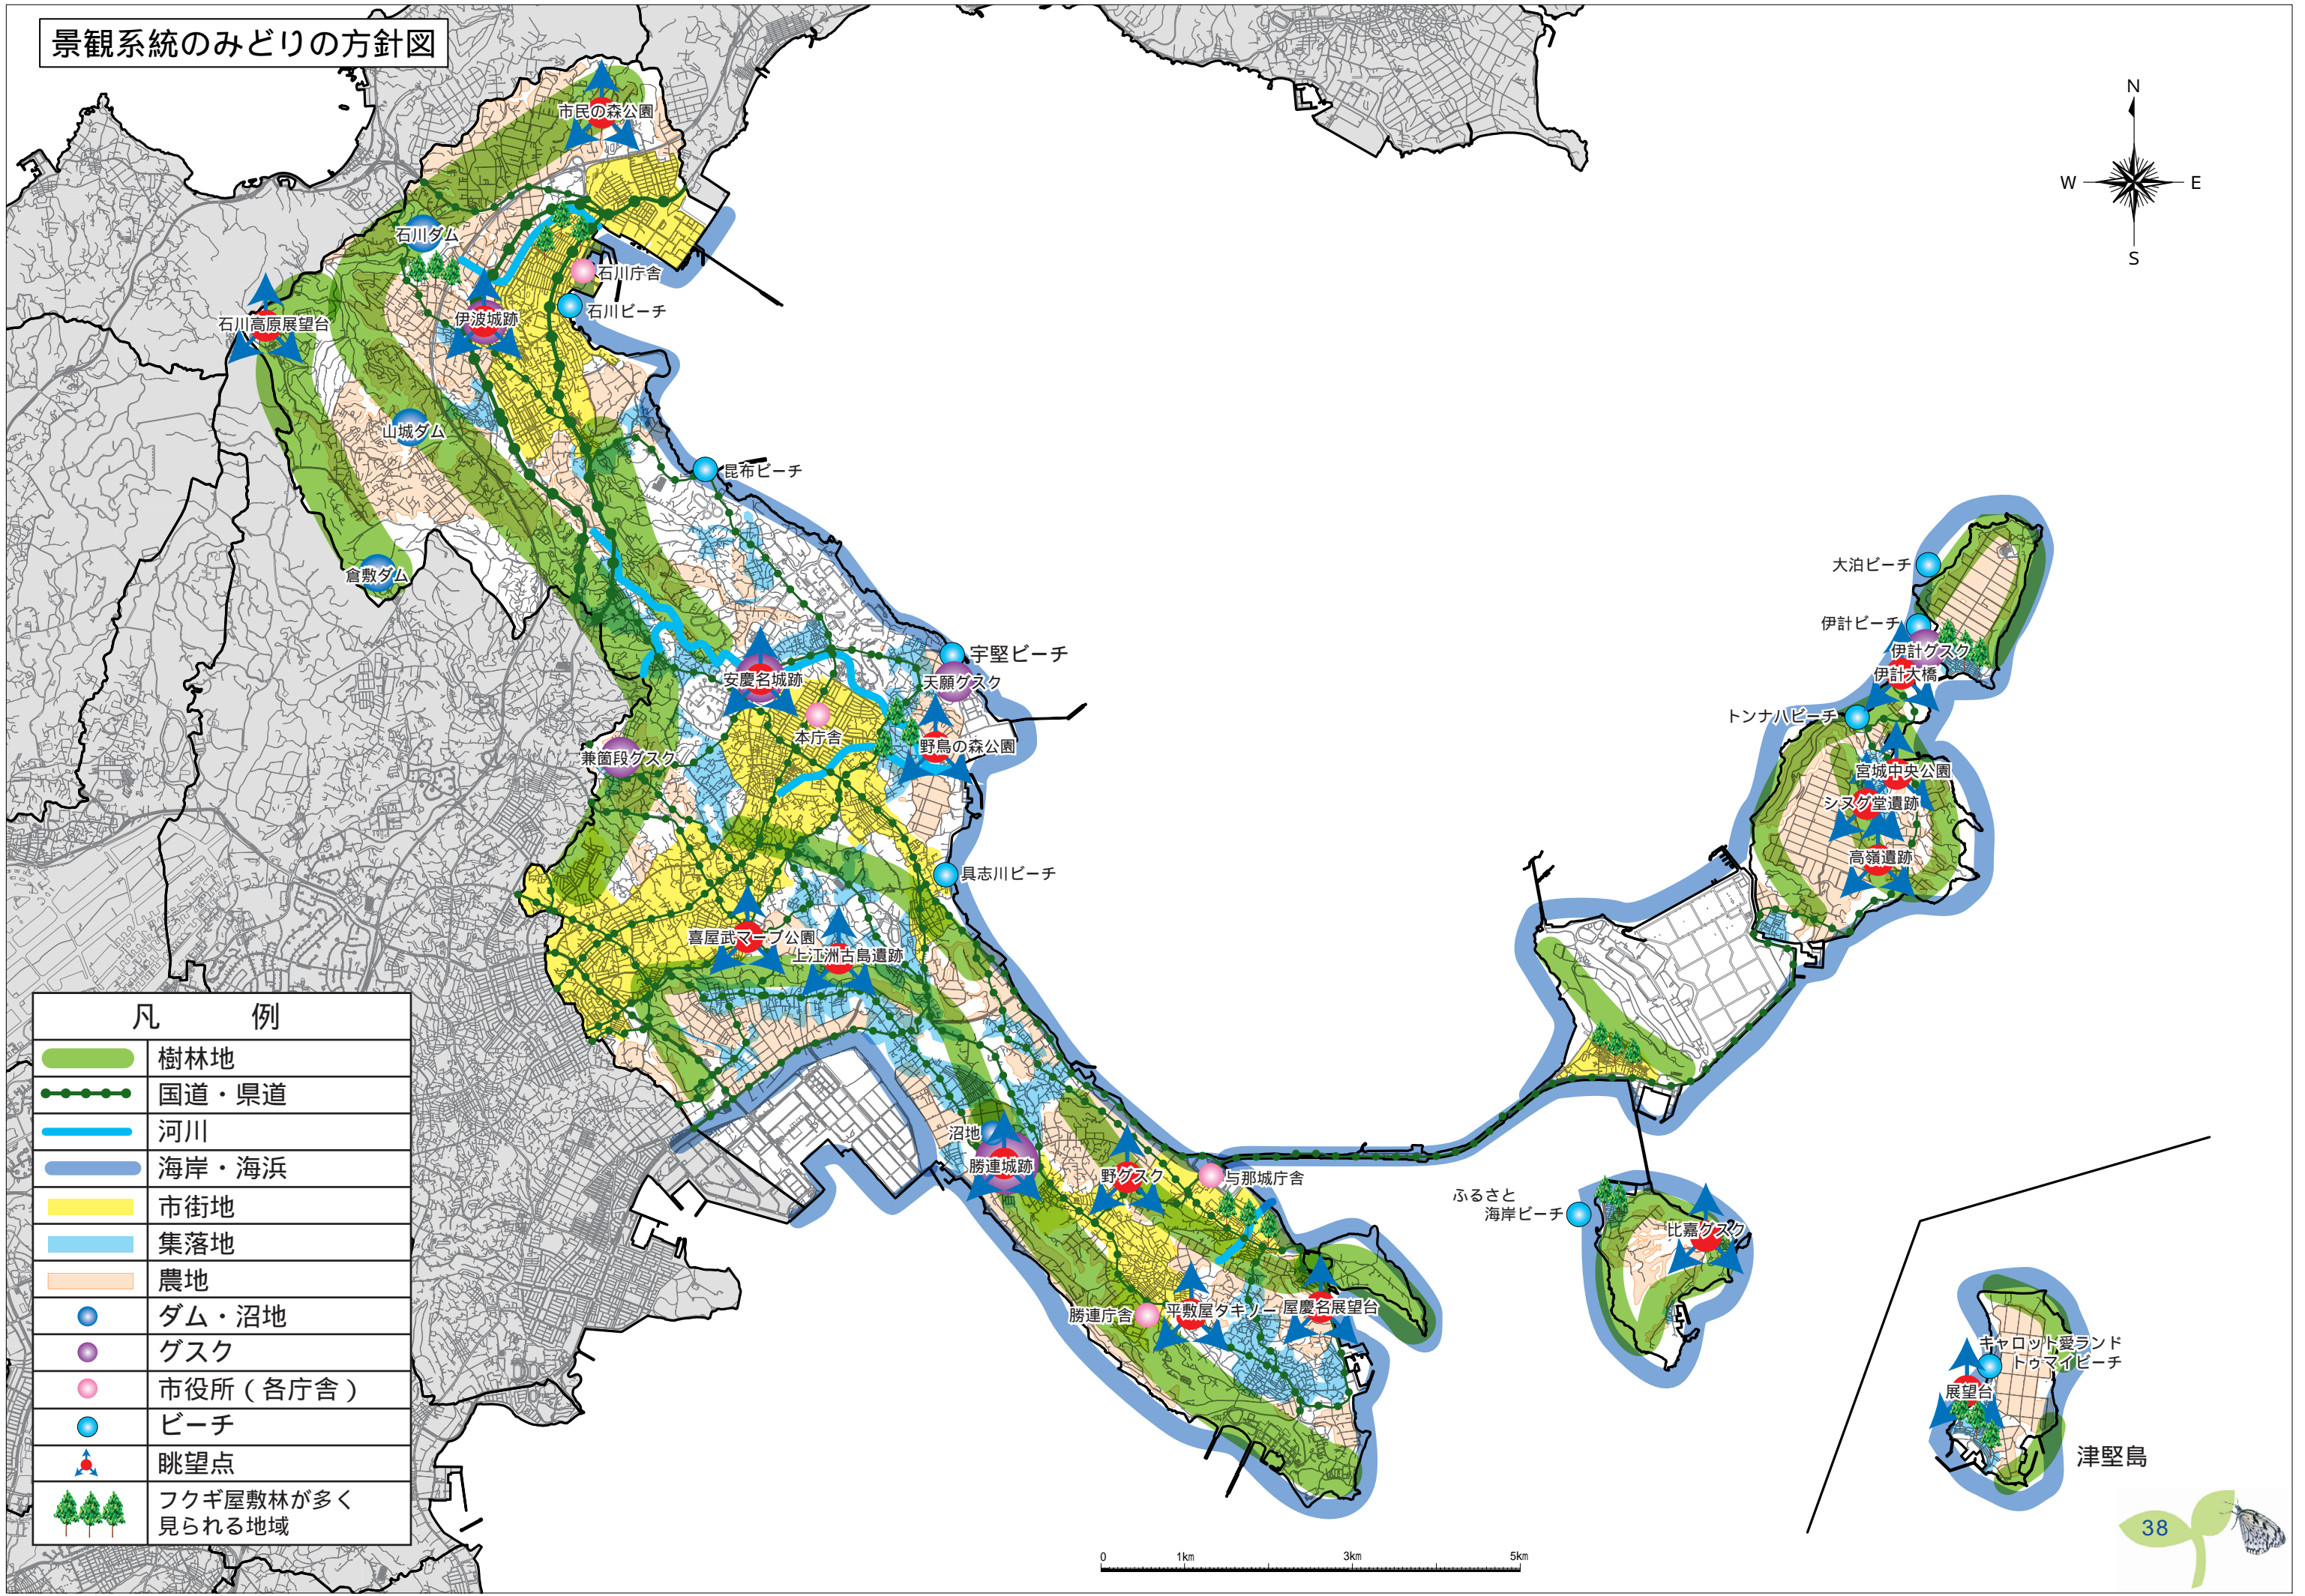 景観系統のみどりの方針図
N
W
E
S
市民の森公園
石川ダム
石川庁舎
石川ビーチ
石川高原展望台
伊波城跡
山城ダム
昆布ビーチ
倉敷ダム
大泊ビーチ
伊計ビーチ
伊計グスク
伊計大橋
宇堅ビーチ
天願グスク
安慶名城跡
トンナハビーチ
本庁舎
野鳥の森公園
兼箇段グスク
宮城中央公園
シヌグ堂遺跡
高嶺遺跡
具志川ビーチ
喜屋武マーブ公園
上江洲古島遺跡
沼地
勝連城跡
野グスク
与那城庁舎
ふるさと
海岸ビーチ
比嘉グスク
勝連庁舎
平敷屋タキノー
屋慶名展望台
キャロット愛ランド
トゥマイビーチ
展望台
津堅島
凡 例
樹林地
国道・県道
河川
海岸・海浜
市街地
集落地
農地
ダム・沼地
グスク
市役所（各庁舎）
ビーチ
眺望点
フクギ屋敷林が多く
見られる地域
0 1km 3km 5km
38